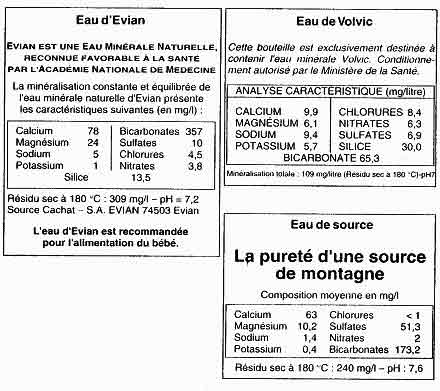 Eau d'Evian
EVIAN EST UNE EAU MINÉRALE NATURELLE,
RECONNUE FAVORABLE À LA SANTÉ
PAR L'ACADÉMIE NATIONALE DE MEDECINE
La minéralisation constante et équilibrée de
l'eau minérale naturelle d'Evian présente
les caractéristiques suivantes (en mg/l) :
Calcium 78 Bicarbonates 357
Magnésium 24 Sulfates 10
Sodium 5 Chlorures 4,5
Potassium 1 Nitrates 3,8
Silice 13,5
Résidu sec à 180 °C : 309 mg/l – pH = 7,2
Source Cachat – S.A. EVIAN 74503 Evian
L'eau d'Evian est recommandée
pour l'alimentation du bébé.
Eau de Volvic
Cette bouteille est exclusivement destinée à
contenir l'eau minerale Volvic. Conditionne-
ment autorisé par le Ministère de la Santé.
ANALYSE CARACTÉRISTIQUE (mg/litre)
CALCIUM 9,9 CHLORURES 8,4
MAGNÉSIUM 6,1 NITRATES 6,3
SODIUM 9,4 SULFATES 6,9
POTASSIUM 5,7 SILICE 30,0
BICARBONATE 65,3
Minéralisation totale : 109 mg/litre (Résidu sec à 180 °C)-pH7
Eau de source
La pureté d'une source
de montagne
Composition moyenne en mg/l
Calcium 63 Chlorures < 1
Magnésium 10,2 Sulfates 51,3
Sodium 1,4 Nitrates 2
Potassium 0,4 Bicarbonates 173,2
Résidu sec à 180 °C : 240 mg/l – pH : 7,6